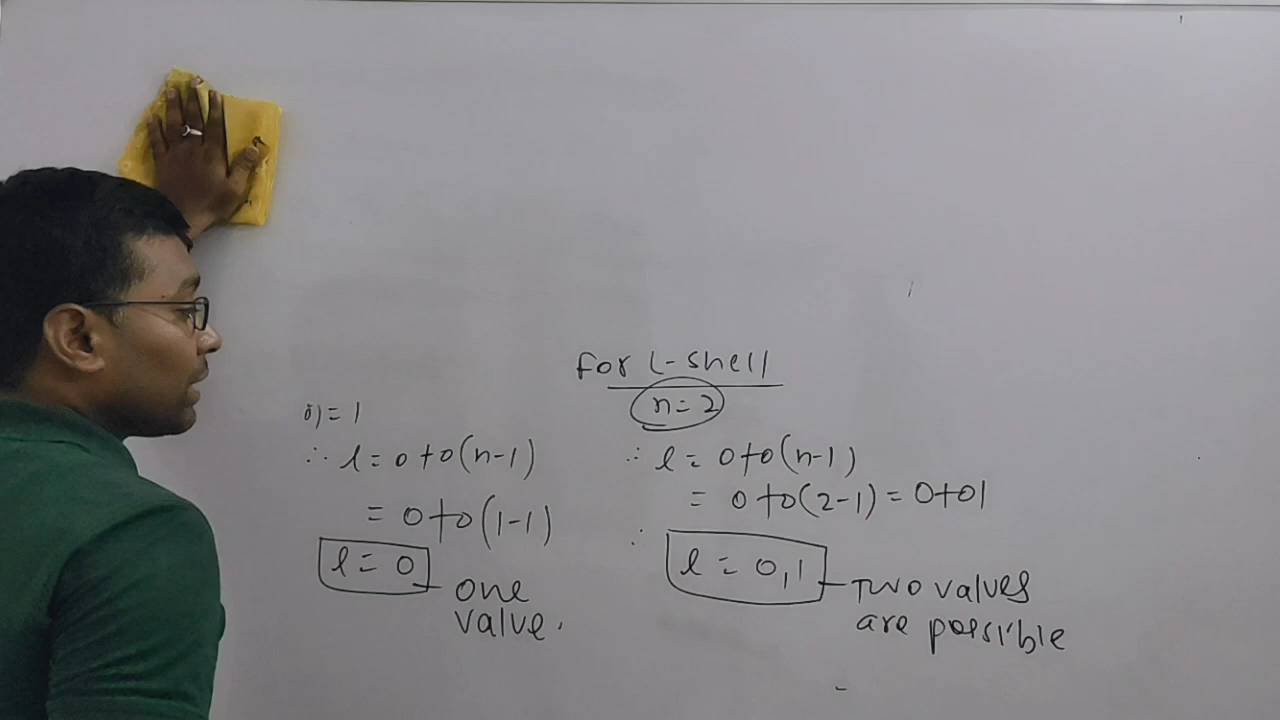 n = 1
∴ l = 0 to (n-1)
= 0 to (1-1)
l = 0
one
value.
For L-shell
n = 2
∴ l = 0 to (n-1)
= 0 to (2-1) = 0 to 1
∴ l = 0, 1
Two values
are possible